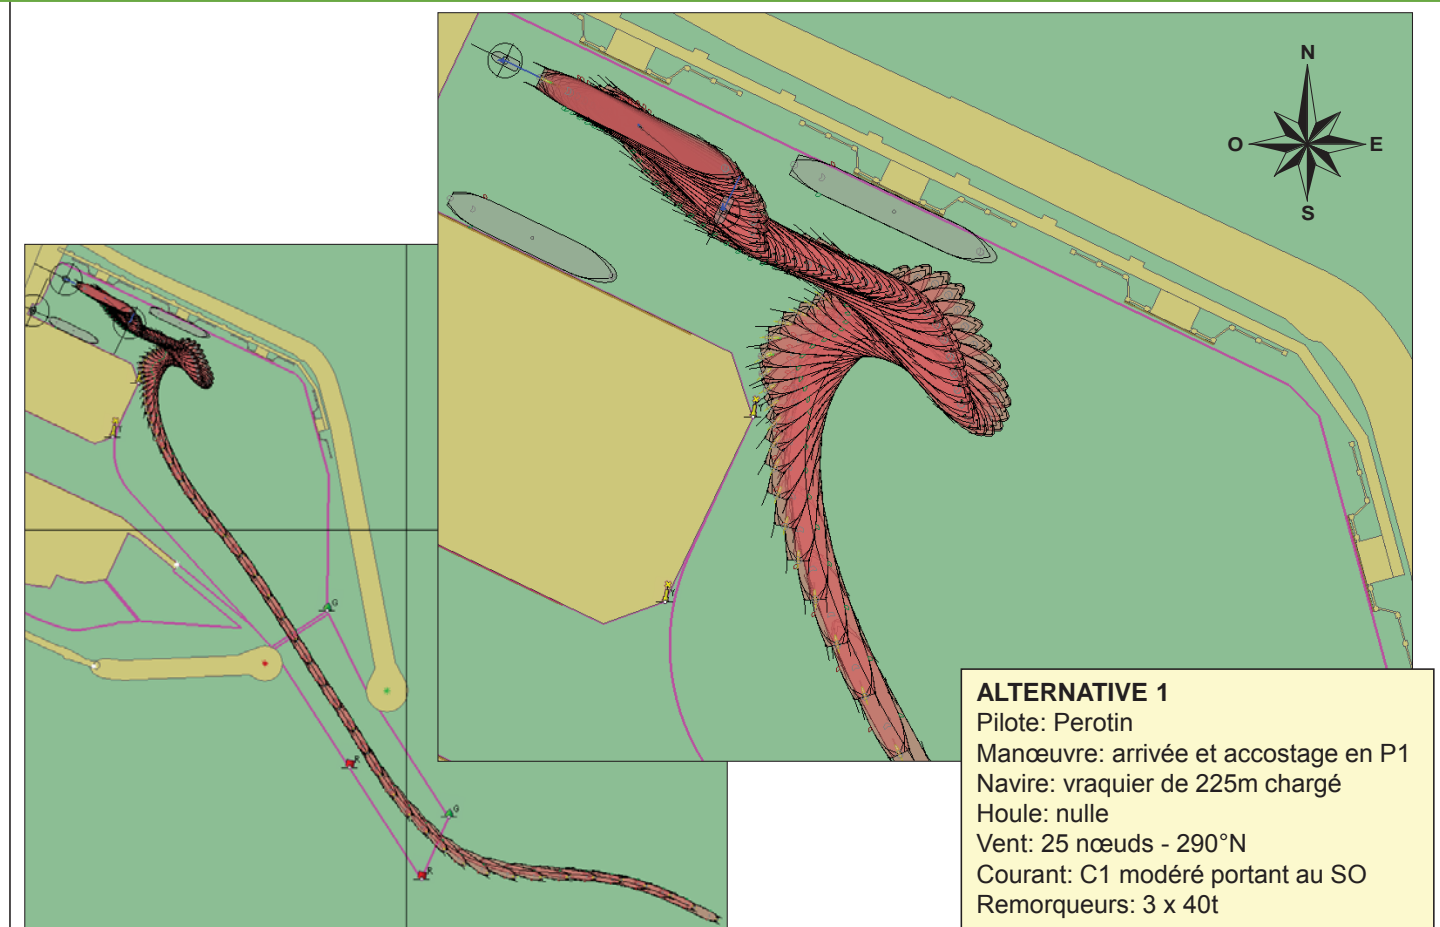 N
O
E
S
G
R
G
R
ALTERNATIVE 1
Pilote: Perotin
Manœuvre: arrivée et accostage en P1
Navire: vraquier de 225m chargé
Houle: nulle
Vent: 25 nœuds - 290°N
Courant: C1 modéré portant au SO
Remorqueurs: 3 x 40t